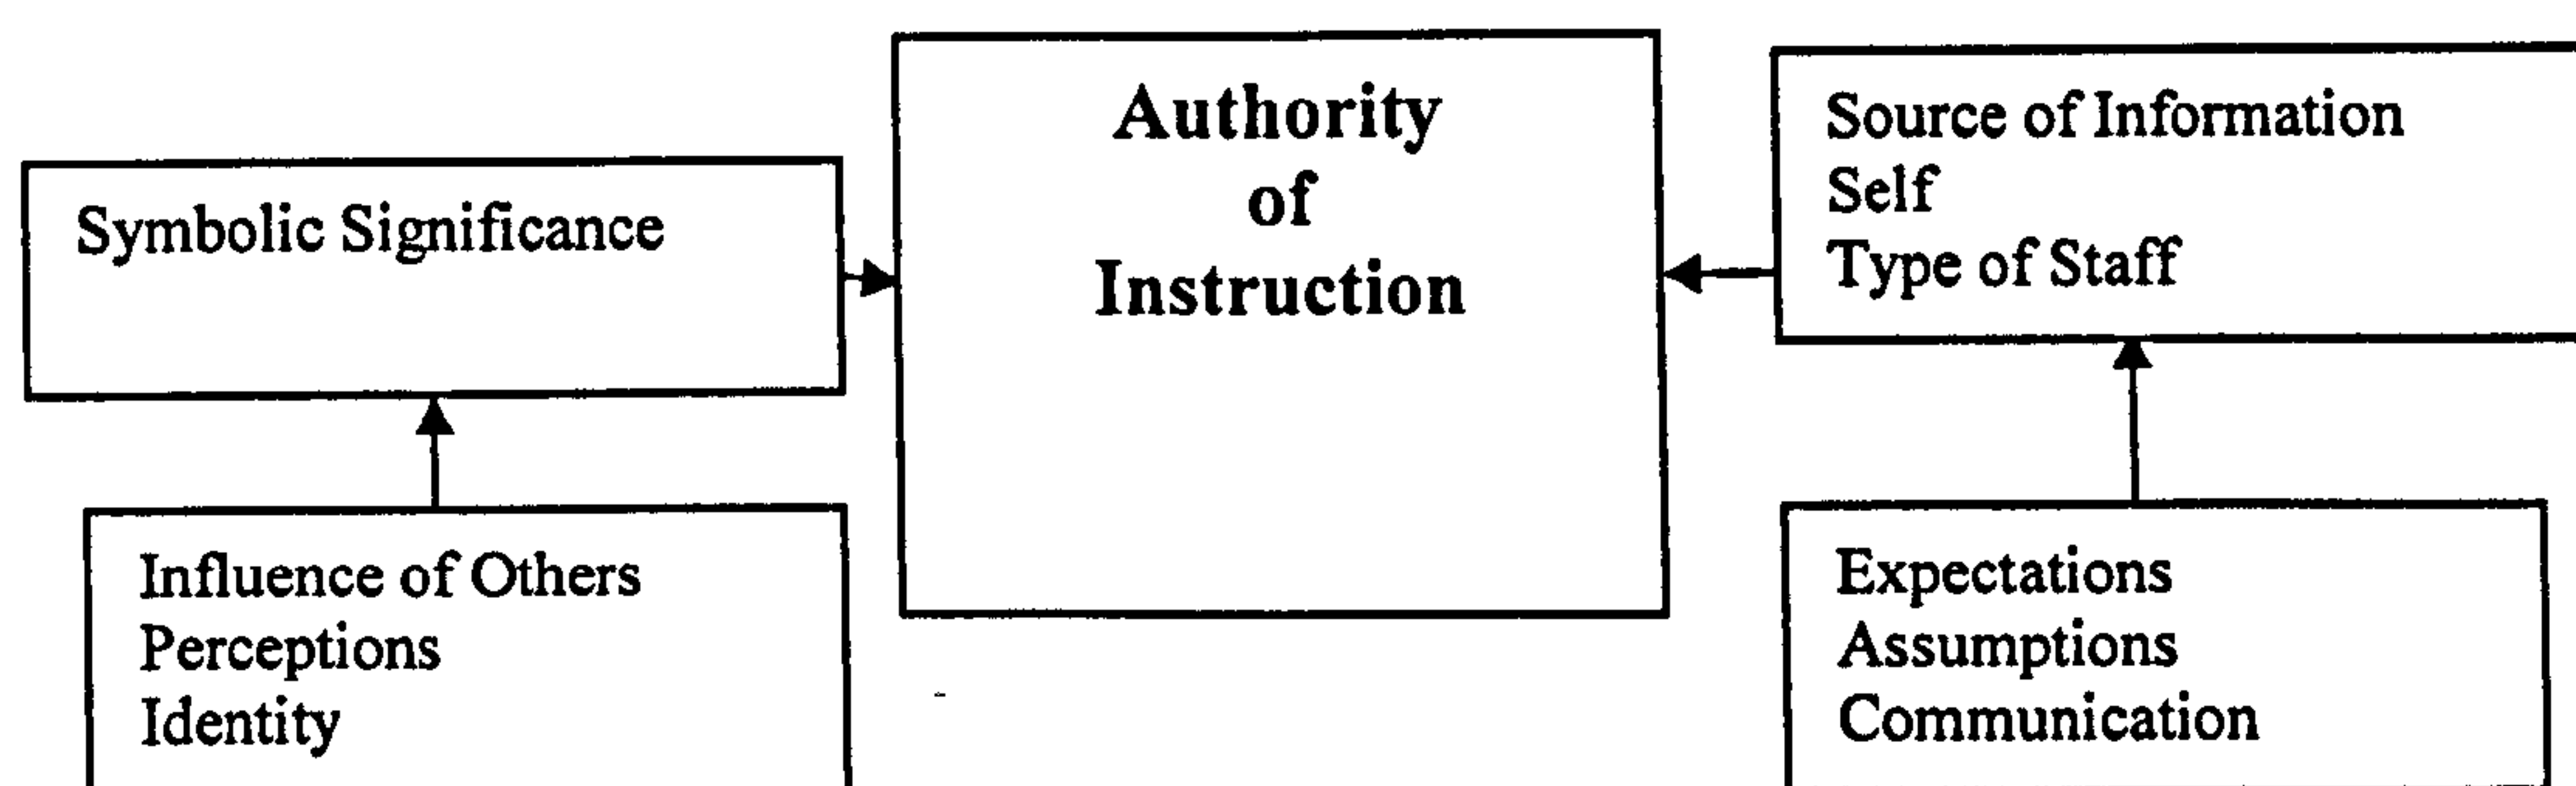 Authority
of
Instruction
Symbolic Significance
Source of Information
Self
Type of Staff
Influence of Others
Perceptions
Identity
Expectations
Assumptions
Communication